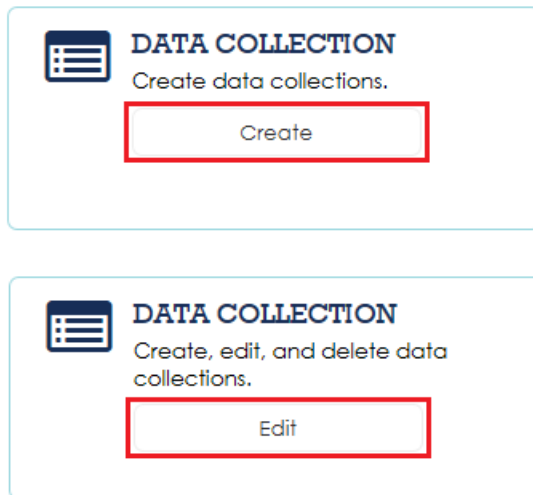 DATA COLLECTION
Create data collections.
Create
DATA COLLECTION
Create, edit, and delete data
collections.
Edit